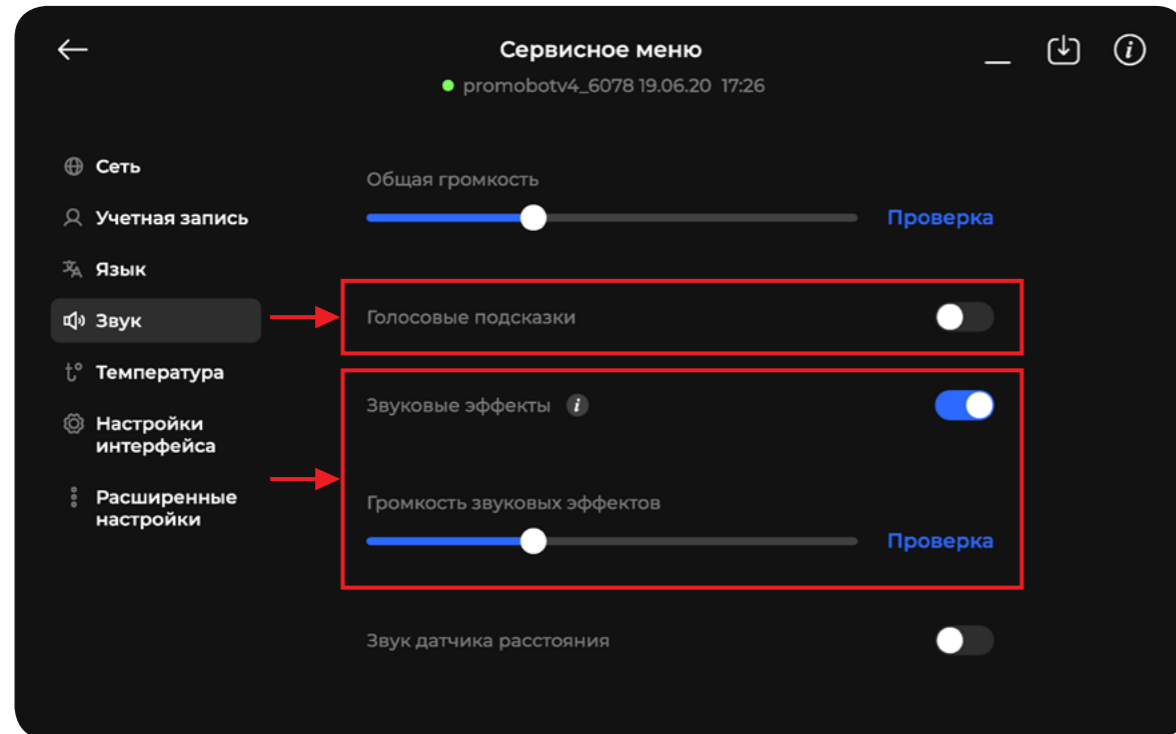 Сервисное меню
promobotv4_6078 19.06.20 17:26
Сеть
Учетная запись
Язык
Звук
Температура
Настройки
интерфейса
Расширенные
настройки
Общая громкость
Проверка
Голосовые подсказки
Звуковые эффекты
Громкость звуковых эффектов
Проверка
Звук датчика расстояния